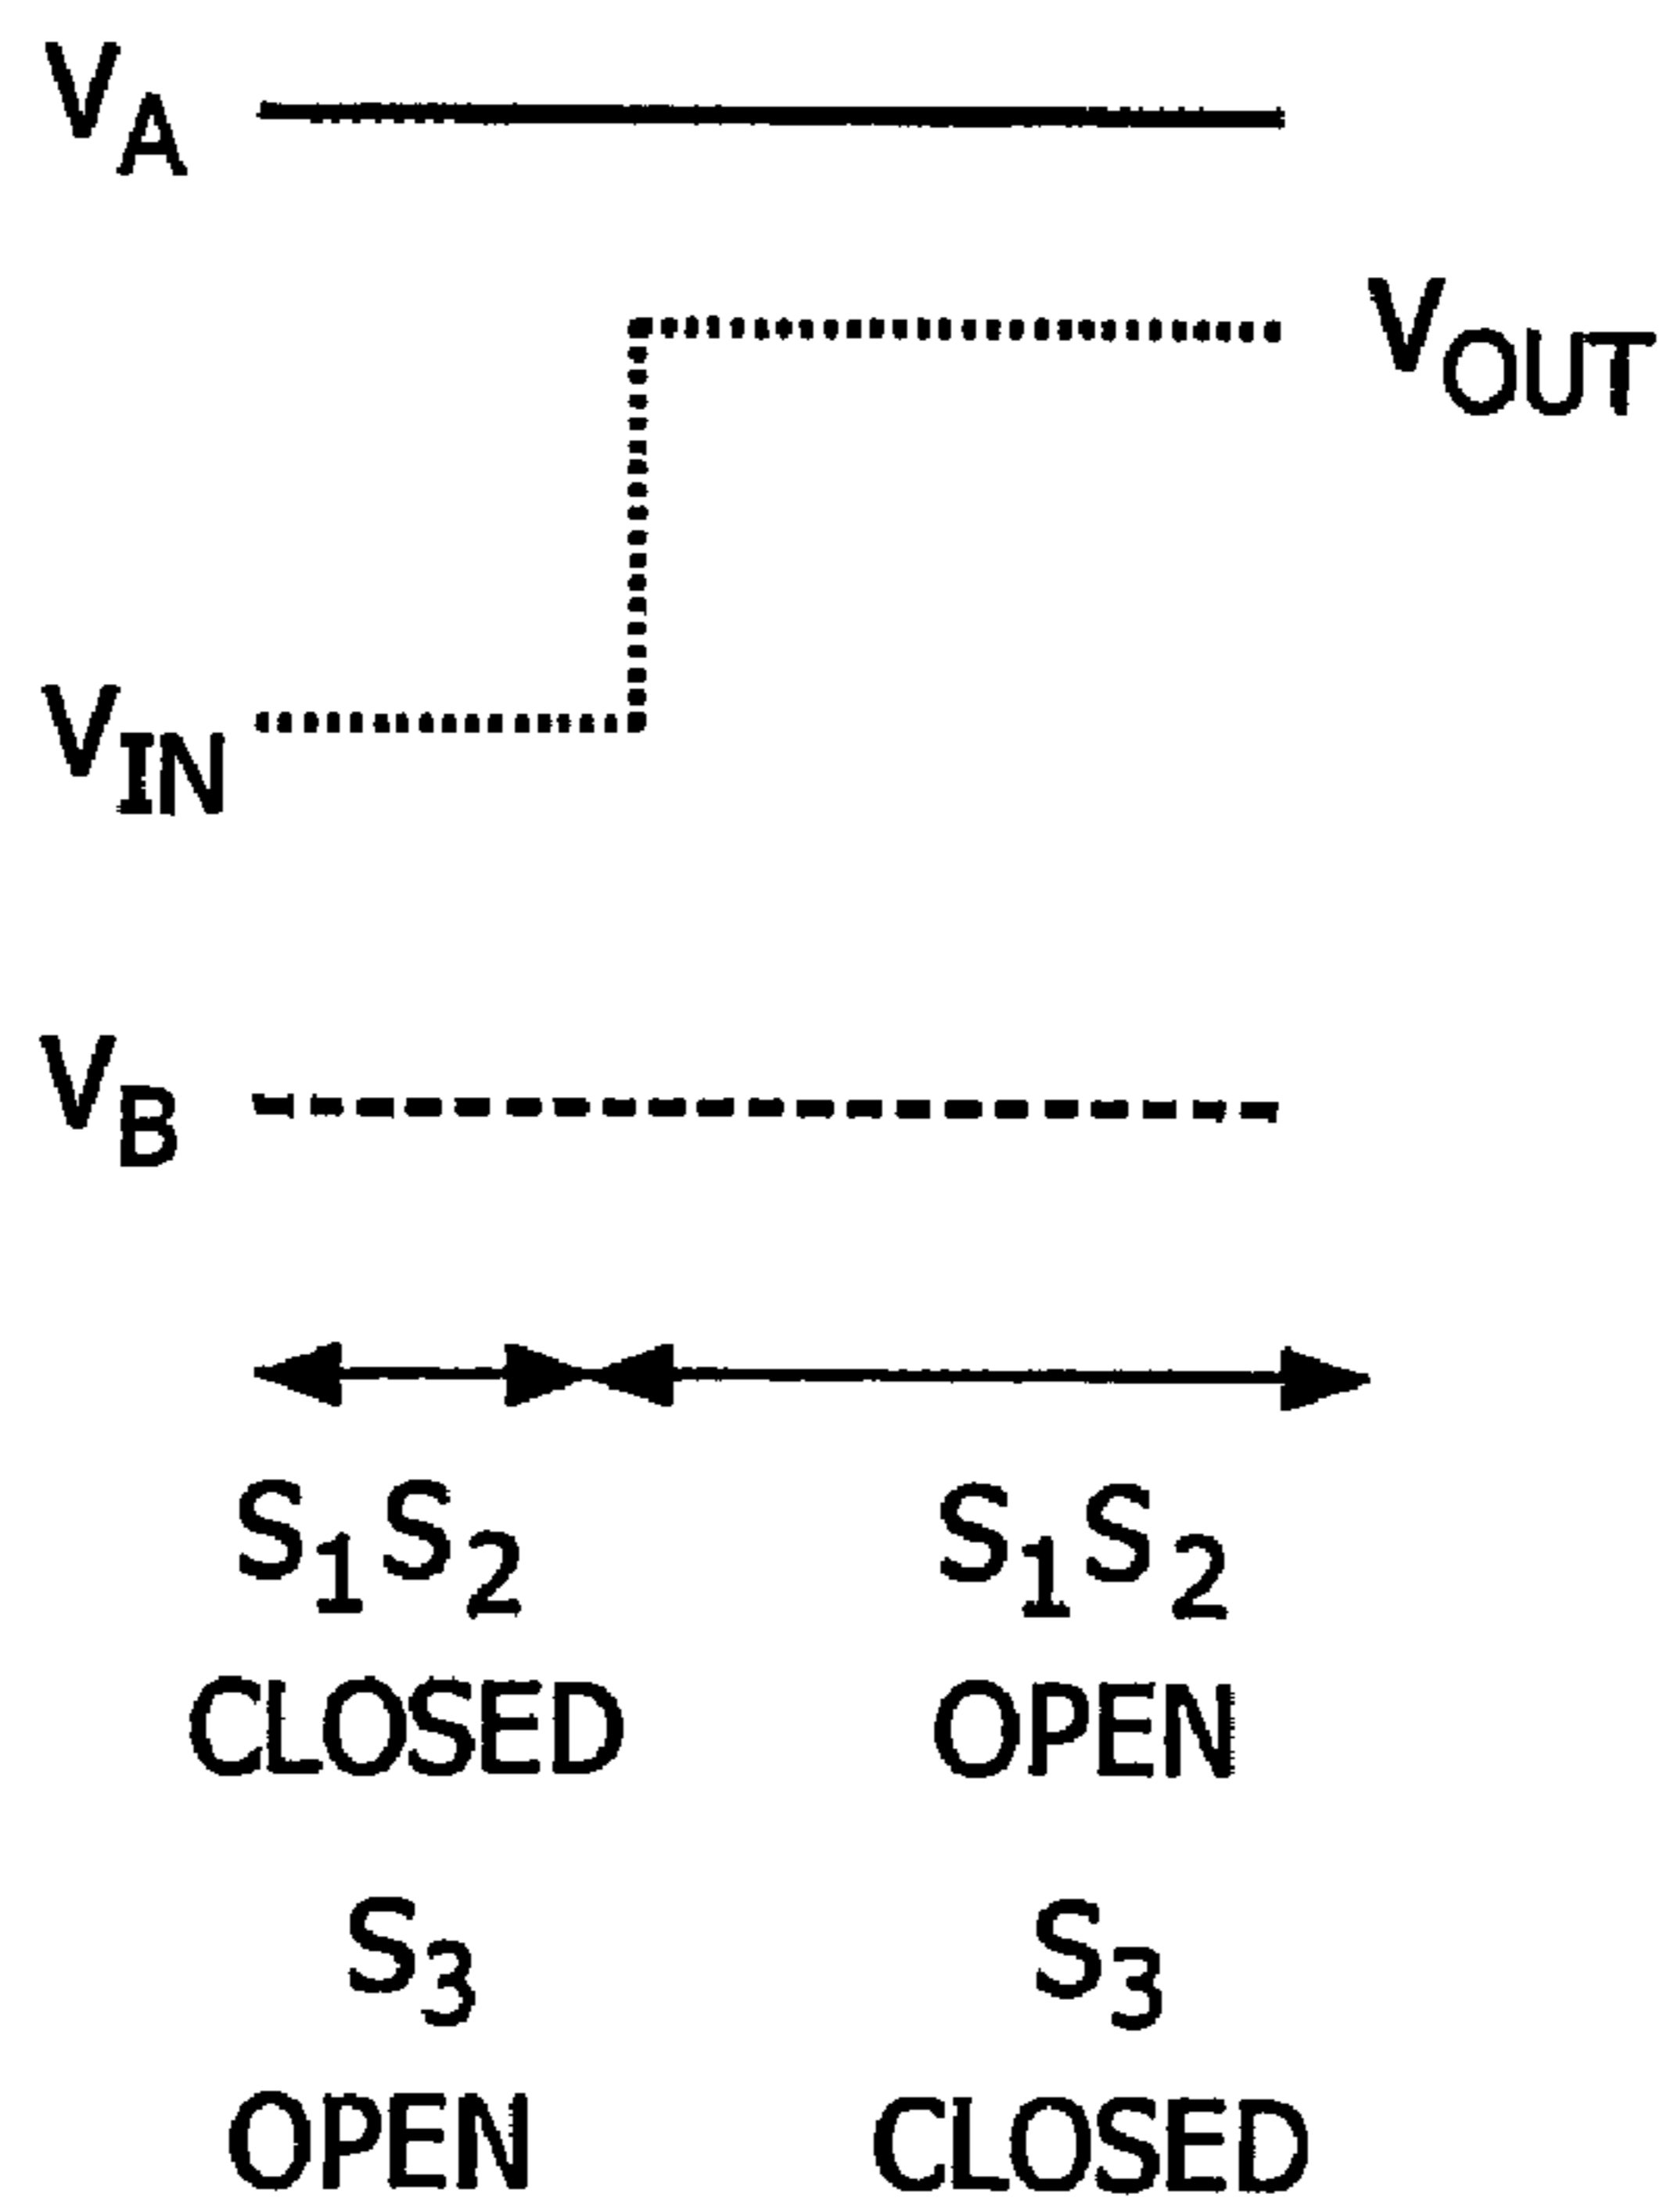 VA
VOUT
VIN
VB
S1S2 S1S2
CLOSED OPEN
S3 S3
OPEN CLOSED